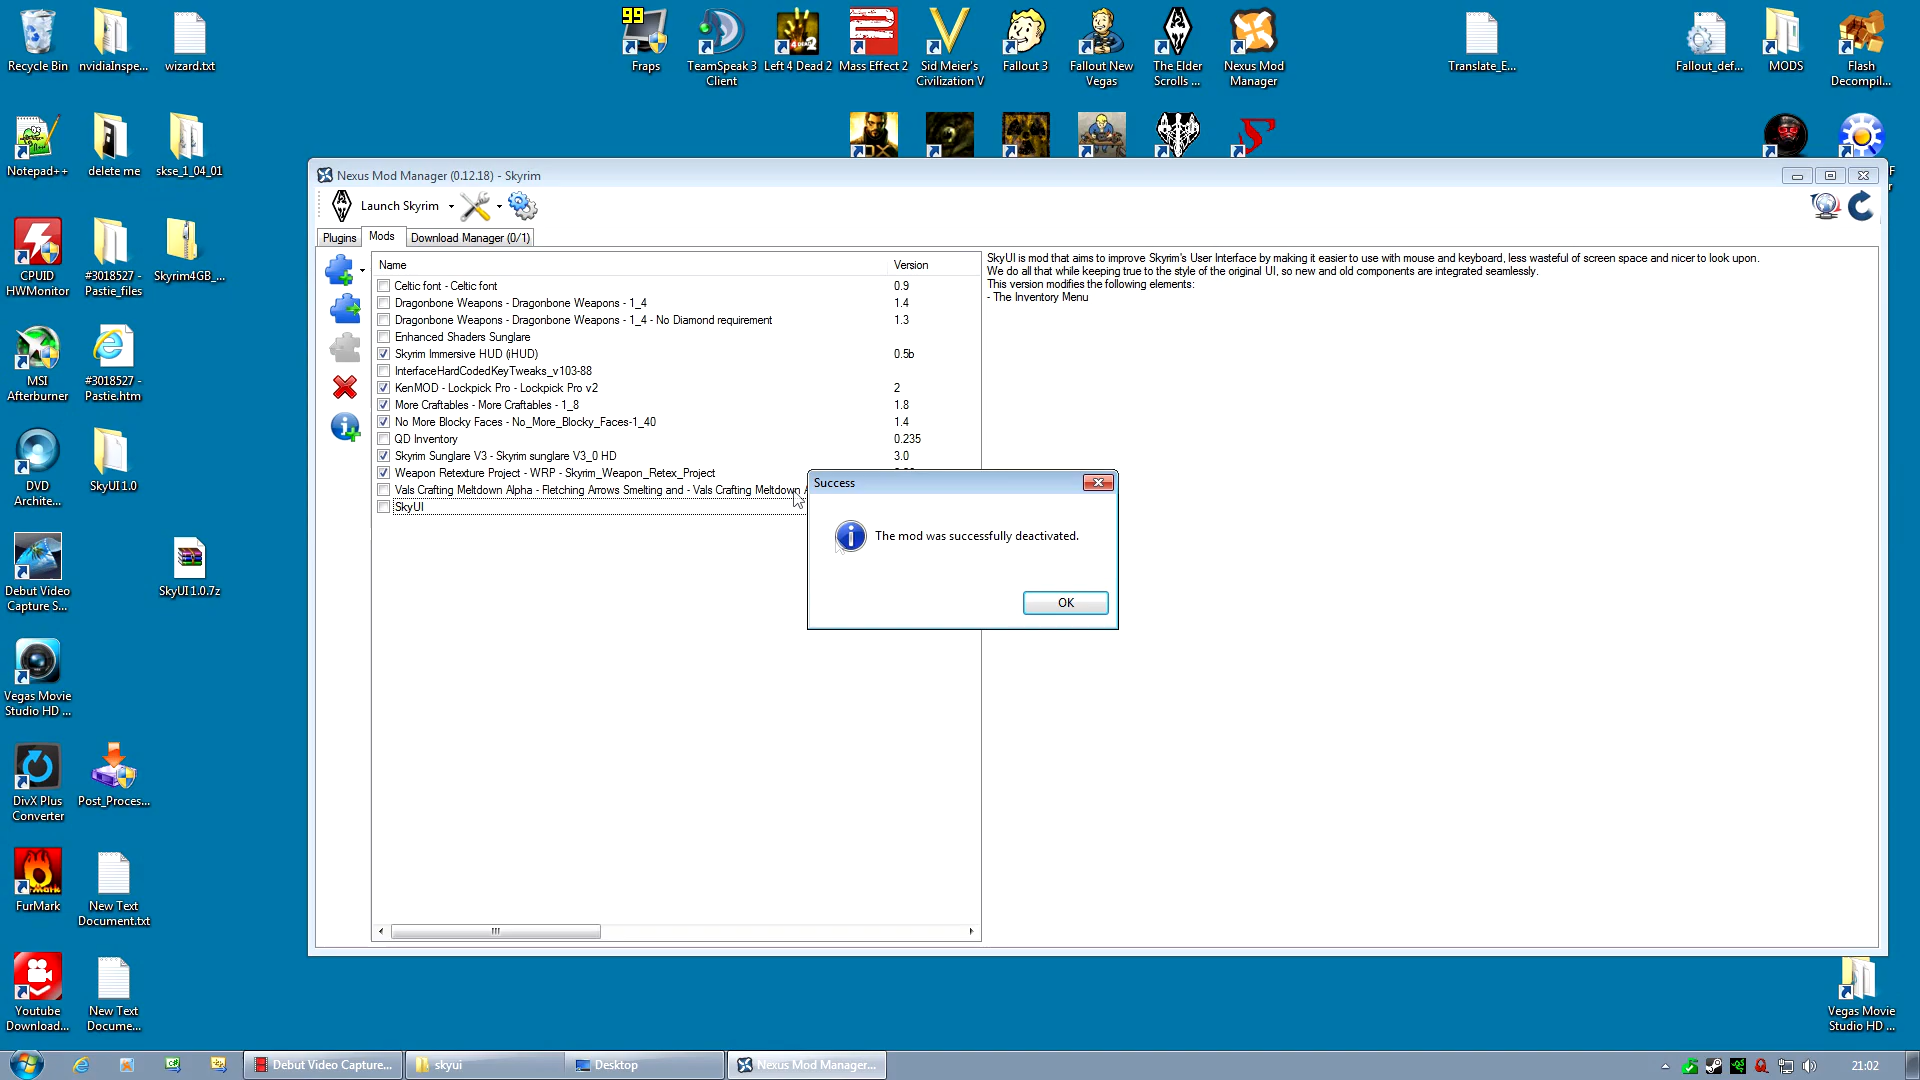 Recycle Bin
nvidiaInspe...
wizard.txt
99
Fraps
TeamSpeak 3
Client
Left 4 Dead 2
Mass Effect 2
Sid Meier's
Civilization V
Fallout 3
Fallout New
Vegas
The Elder
Scrolls ...
Nexus Mod
Manager
Translate_E...
Fallout_def...
MODS
Flash
Decompil...
Notepad++
delete me
skse_1_04_01
CPUID
HWMonitor
#3018527 -
Pastie_files
Skyrim4GB_...
MSI
Afterburner
#3018527 -
Pastie.htm
DVD
Archite...
SkyUI1.0
Debut Video
Capture S...
SkyUI1.0.7z
Vegas Movie
Studio HD ...
DivX Plus
Converter
Post_Proces...
FurMark
New Text
Document.txt
Youtube
Download...
New Text
Docume...
Vegas Movie
Studio HD ...
Nexus Mod Manager (0.12.18) - Skyrim
Launch Skyrim
Plugins
Mods
Download Manager (0/1)
Name Version
Celtic font - Celtic font 0.9
Dragonbone Weapons - Dragonbone Weapons - 1_4 1.4
Dragonbone Weapons - Dragonbone Weapons - 1_4 - No Diamond requirement 1.3
Enhanced Shaders Sunglare
Skyrim Immersive HUD (iHUD) 0.5b
InterfaceHardCodedKeyTweaks_v103-88
KenMOD - Lockpick Pro - Lockpick Pro v2 2
More Craftables - More Craftables - 1_8 1.8
No More Blocky Faces - No_More_Blocky_Faces-1_40 1.4
QD Inventory 0.235
Skyrim Sunglare V3 - Skyrim sunglare V3_0 HD 3.0
Weapon Retexture Project - WRP - Skyrim_Weapon_Retex_Project
Vals Crafting Meltdown Alpha - Fletching Arrows Smelting and - Vals Crafting Meltdown A
SkyUI
SkyUI is mod that aims to improve Skyrim's User Interface by making it easier to use with mouse and keyboard, less wasteful of screen space and nicer to look upon.
We do all that while keeping true to the style of the original UI, so new and old components are integrated seamlessly.
This version modifies the following elements:
- The Inventory Menu
Success
The mod was successfully deactivated.
OK
Debut Video Capture...
skyui
Desktop
Nexus Mod Manager...
21:02